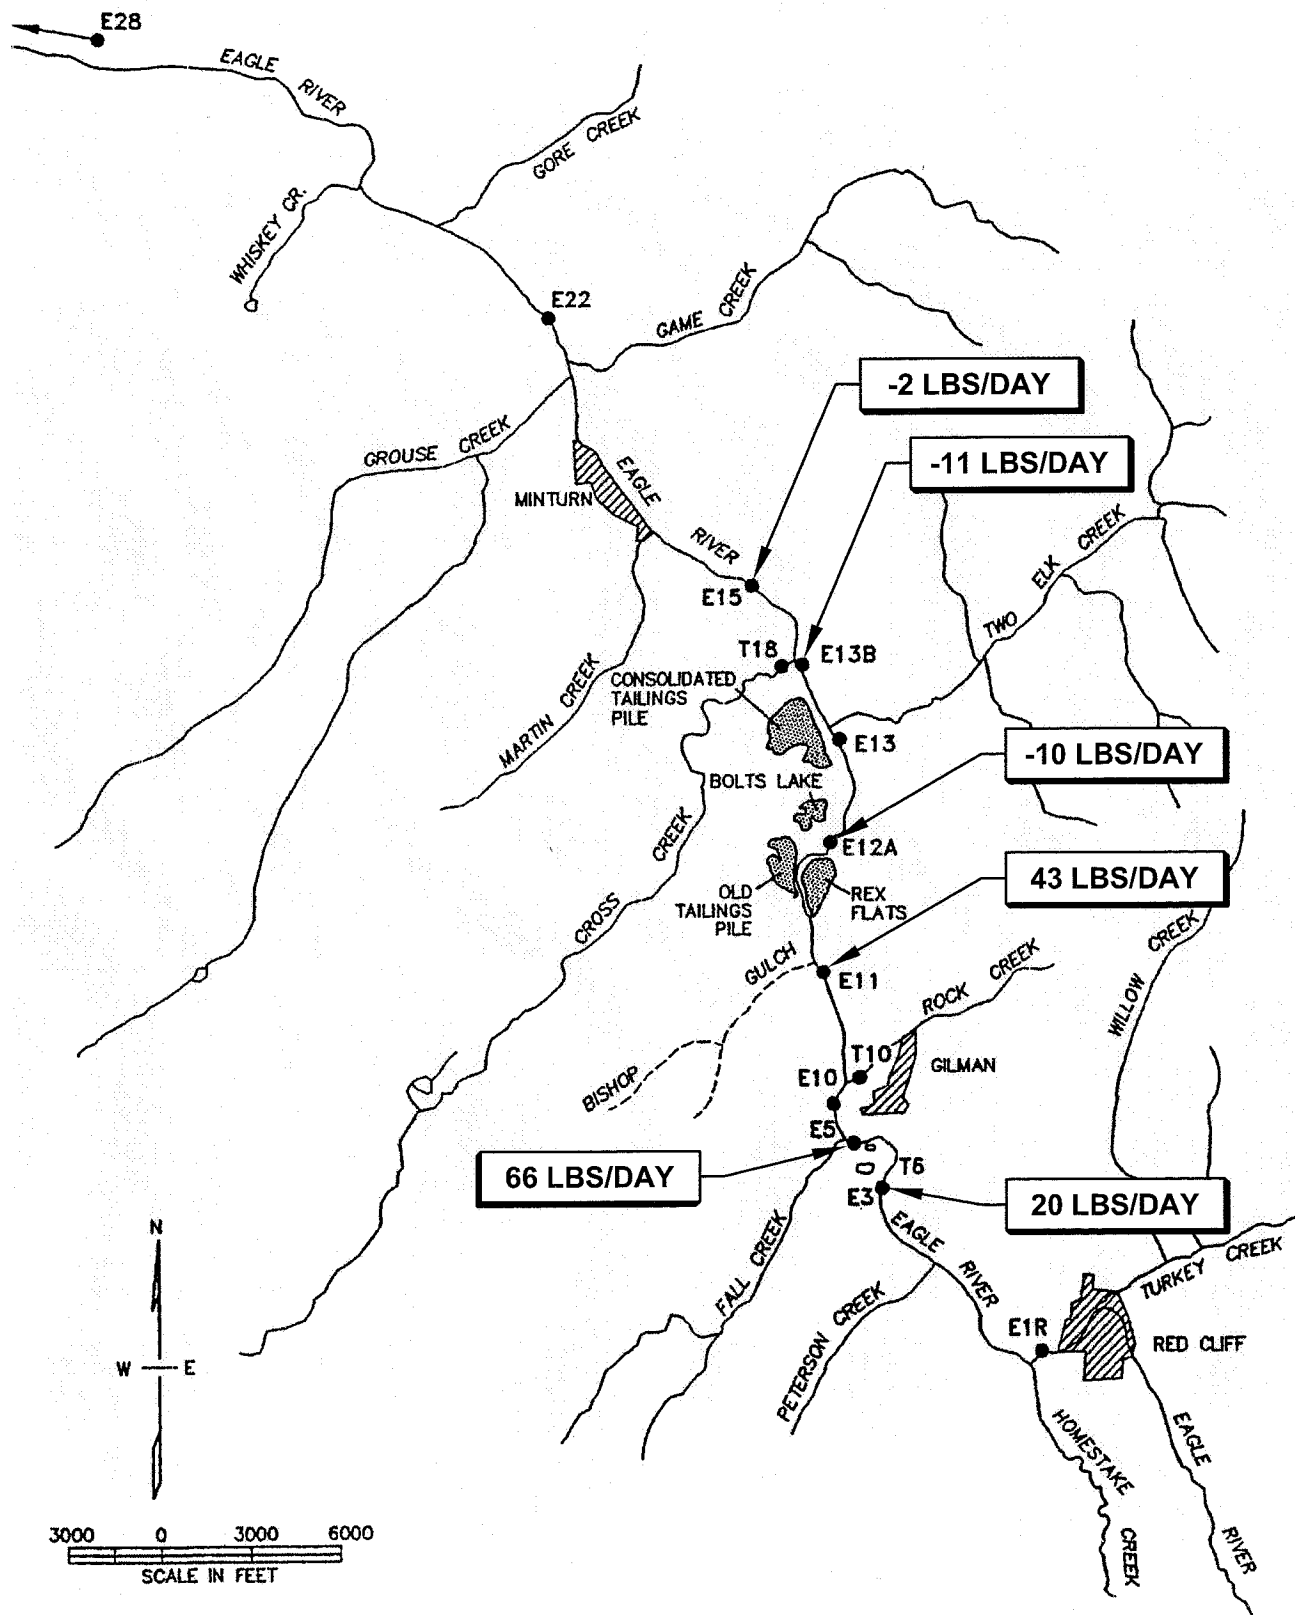 E28
EAGLE
RIVER
GORE CREEK
WHISKEY CR.
E22
GAME CREEK
-2 LBS/DAY
-11 LBS/DAY
GROUSE CREEK
MINTURN
EAGLE
RIVER
TWO ELK CREEK
E15
T18
E13B
CONSOLIDATED
TAILINGS
PILE
MARTIN CREEK
E13
-10 LBS/DAY
BOLTS LAKE
E12A
CROSS CREEK
43 LBS/DAY
OLD
TAILINGS
PILE
REX
FLATS
BISHOP GULCH
E11
ROCK CREEK
WILLOW CREEK
T10
E10
GILMAN
E5
66 LBS/DAY
T6
E3
20 LBS/DAY
EAGLE RIVER
FALL CREEK
PETERSON CREEK
TURKEY CREEK
E1R
RED CLIFF
HOMESTAKE CREEK
EAGLE RIVER
N
W
E
3000 0 3000 6000
SCALE IN FEET